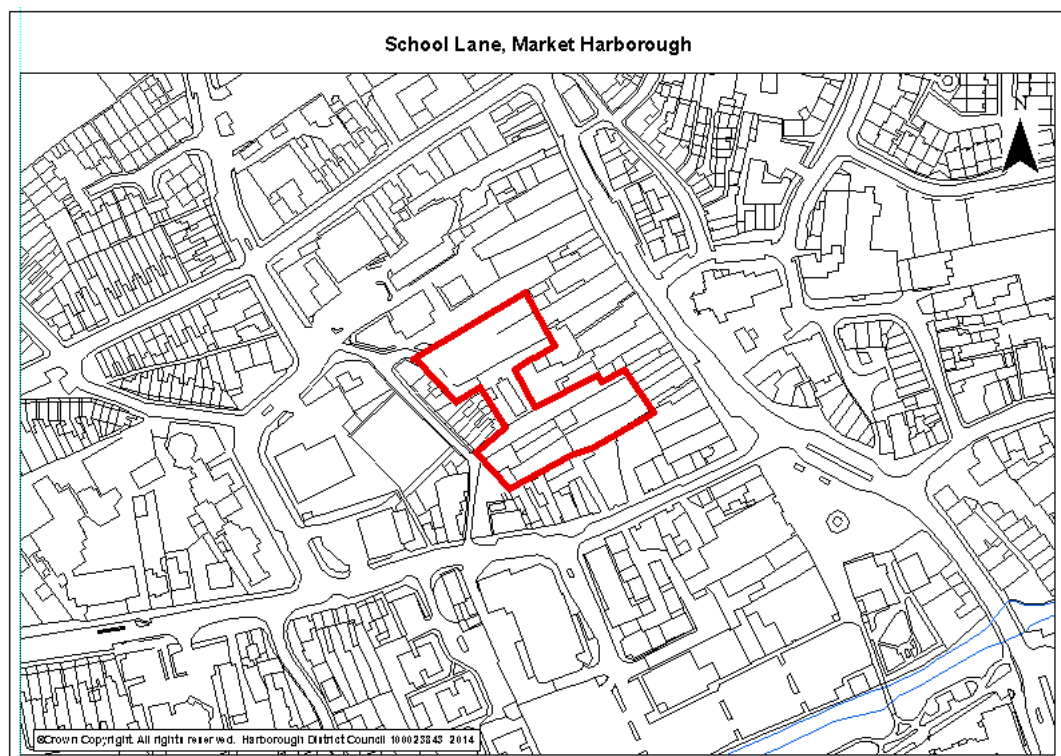 School Lane, Market Harborough
N
©Crown Copyright. All rights reserved. Harborough District Council 100023843 2014